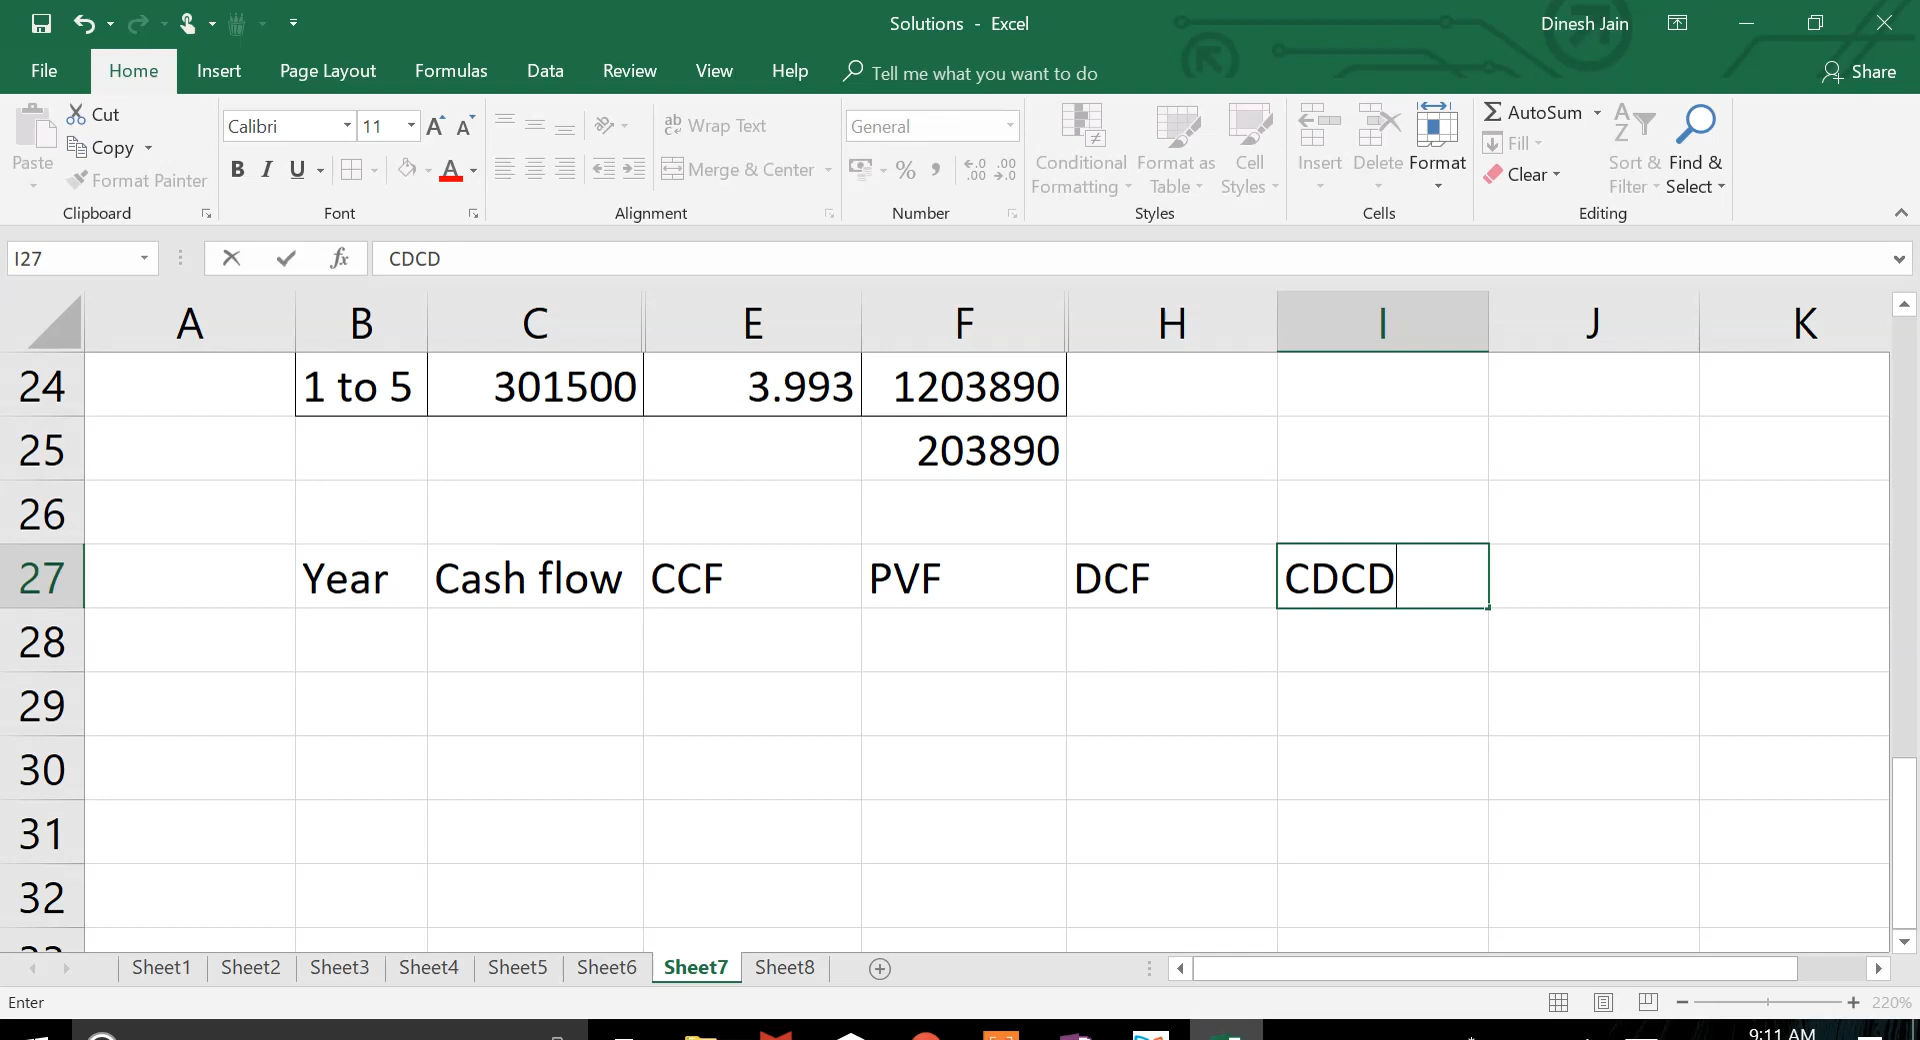 Solutions - Excel
Dinesh Jain
File Home Insert Page Layout Formulas Data Review View Help Tell me what you want to do Share
Cut
Copy
Paste
Format Painter
Clipboard
Calibri 11
A A
B I U A
Font
ab Wrap Text
Merge & Center
Alignment
General
% , .00 .00
Number
Conditional Formatting
Format as Table
Cell Styles
Styles
Insert Delete Format
Cells
AutoSum
Fill
Clear
Sort & Filter
Find & Select
Editing
I27 fx CDCD
A B C E F H I J K
24 1 to 5 301500 3.993 1203890
25 203890
26
27 Year Cash flow CCF PVF DCF CDCD
28
29
30
31
32
Sheet1 Sheet2 Sheet3 Sheet4 Sheet5 Sheet6 Sheet7 Sheet8
Enter 220%
9:11 AM